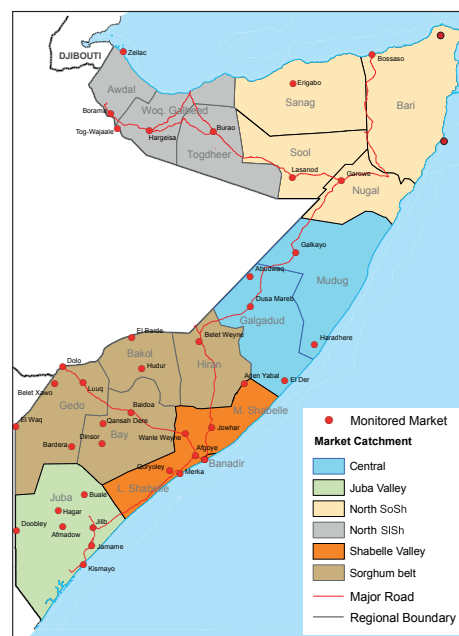 DJIBOUTI
Zeilac
Bossaso
Awdal
Erigabo
Borama
Woq. Galbeed
Sanag
Bari
Tog-Wajaale
Hargeisa
Burao
Togdheer
Sool
Lasanod
Garowe
Nugal
Galkayo
Abudwaq
Mudug
Dusa Mareb
Galgadud
El Barde
Belet Weyne
Haradhere
Bakol
Dolo
Hudur
Hiran
Aden Yabal
El Der
Belet Xawo
Luuq
Gedo
Baidoa
M. Shabelle
El Waq
Qansah Dere
Jowhar
Bay
Wanle Weyne
Dinsor
Bardera
Afgoye
Banadir
Qoryoley
Merka
Juba
Buale
L. Shabelle
Hagar
Doobley
Afmadow
Jilib
Jamame
Kismayo
Monitored Market
Market Catchment
Central
Juba Valley
North SoSh
North SlSh
Shabelle Valley
Sorghum belt
Major Road
Regional Boundary